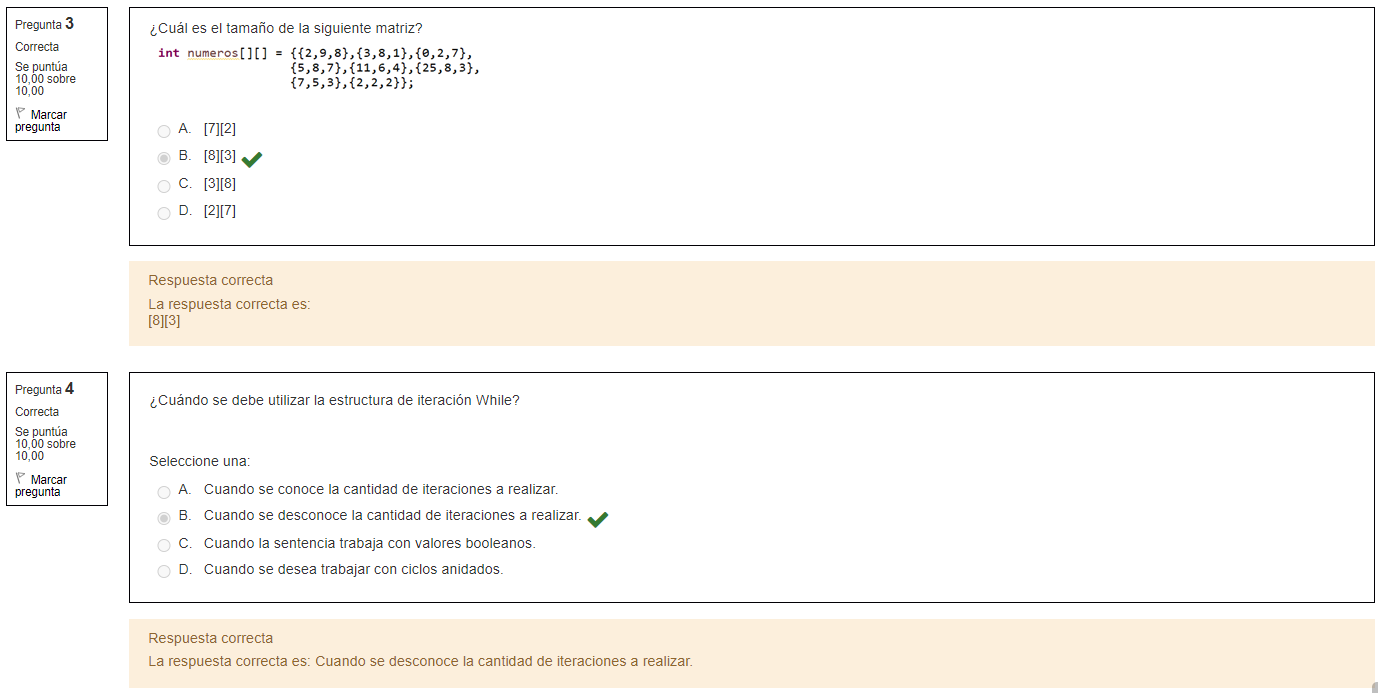 Pregunta 3
Correcta
Se puntúa
10,00 sobre
10,00
Marcar
pregunta
¿Cuál es el tamaño de la siguiente matriz?
int numeros[][] = {{2,9,8},{3,8,1},{0,2,7},
{5,8,7},{11,6,4},{25,8,3},
{7,5,3},{2,2,2}};
A. [7][2]
B. [8][3]
C. [3][8]
D. [2][7]
Respuesta correcta
La respuesta correcta es:
[8][3]
Pregunta 4
Correcta
Se puntúa
10,00 sobre
10,00
Marcar
pregunta
¿Cuándo se debe utilizar la estructura de iteración While?
Seleccione una:
A. Cuando se conoce la cantidad de iteraciones a realizar.
B. Cuando se desconoce la cantidad de iteraciones a realizar.
C. Cuando la sentencia trabaja con valores booleanos.
D. Cuando se desea trabajar con ciclos anidados.
Respuesta correcta
La respuesta correcta es: Cuando se desconoce la cantidad de iteraciones a realizar.